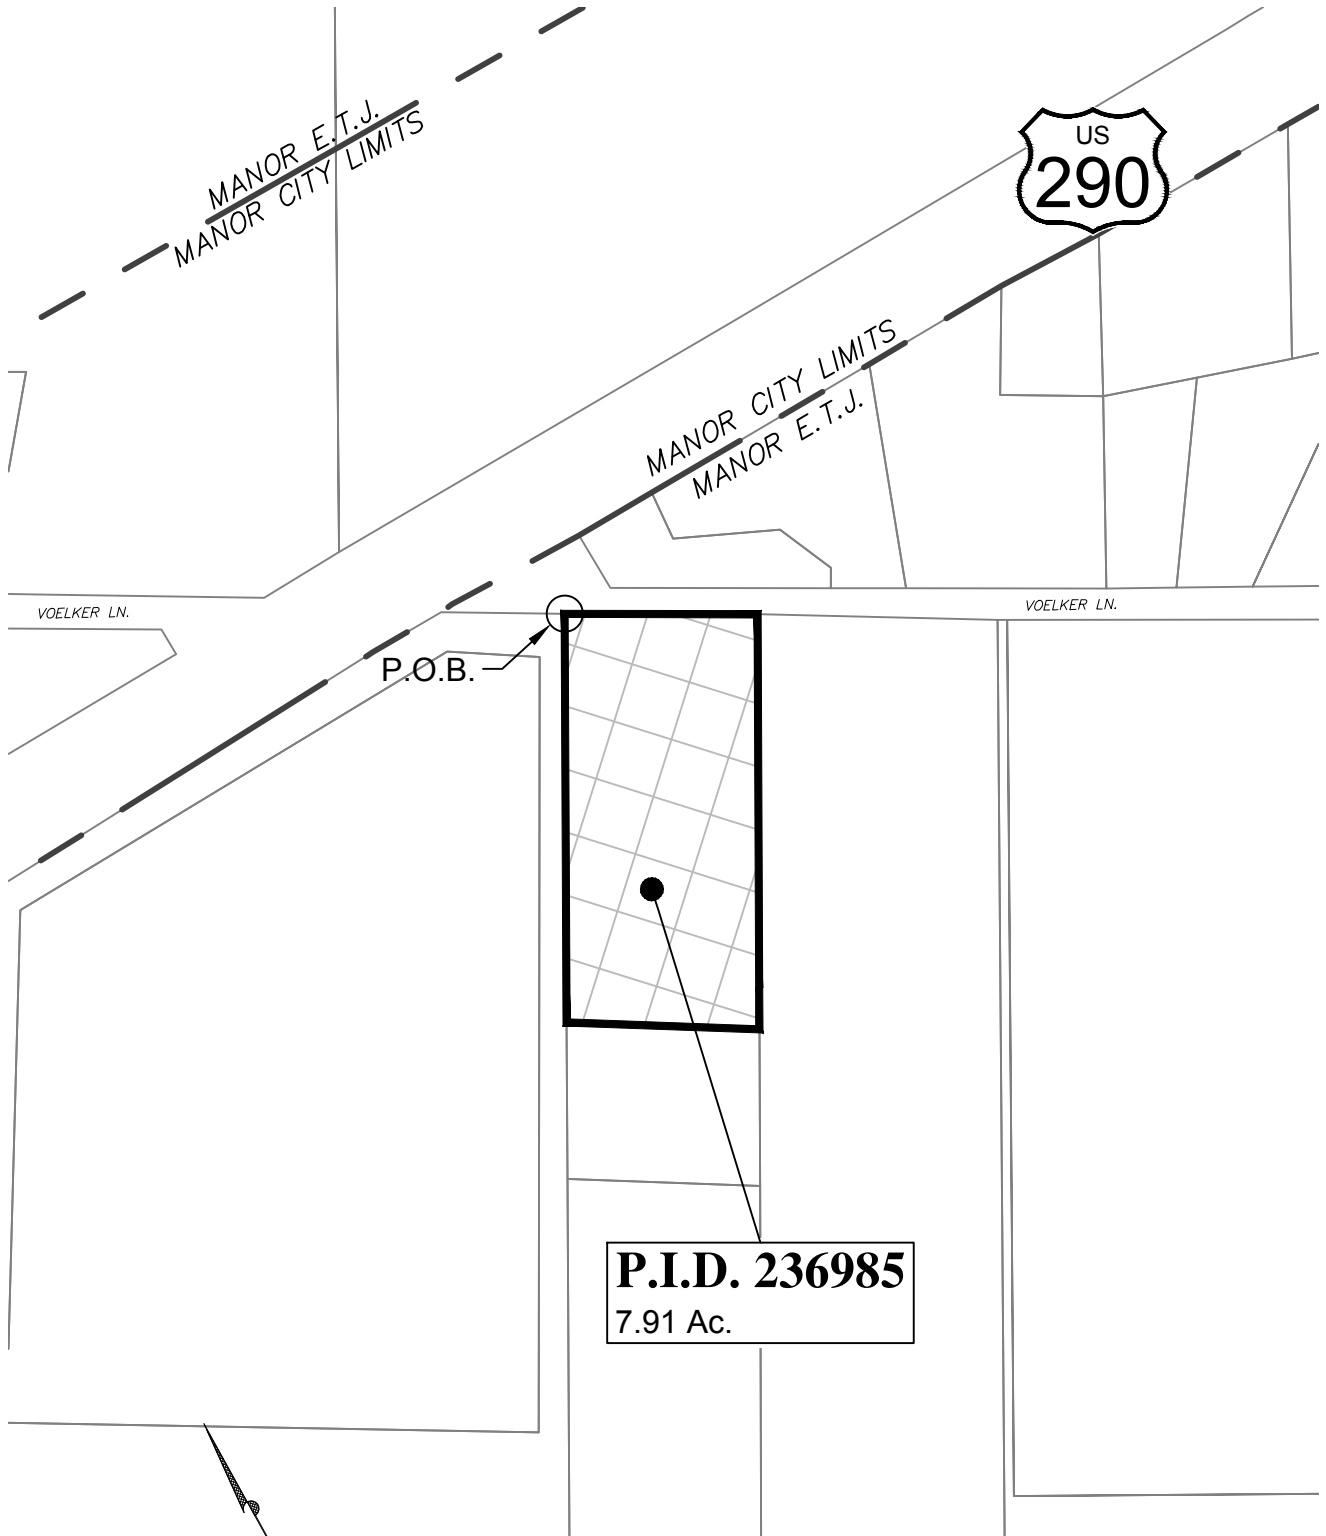 MANOR E.T.J.
MANOR CITY LIMITS
US
290
MANOR CITY LIMITS
MANOR E.T.J.
VOELKER LN.
VOELKER LN.
P.O.B.
P.I.D. 236985
7.91 Ac.